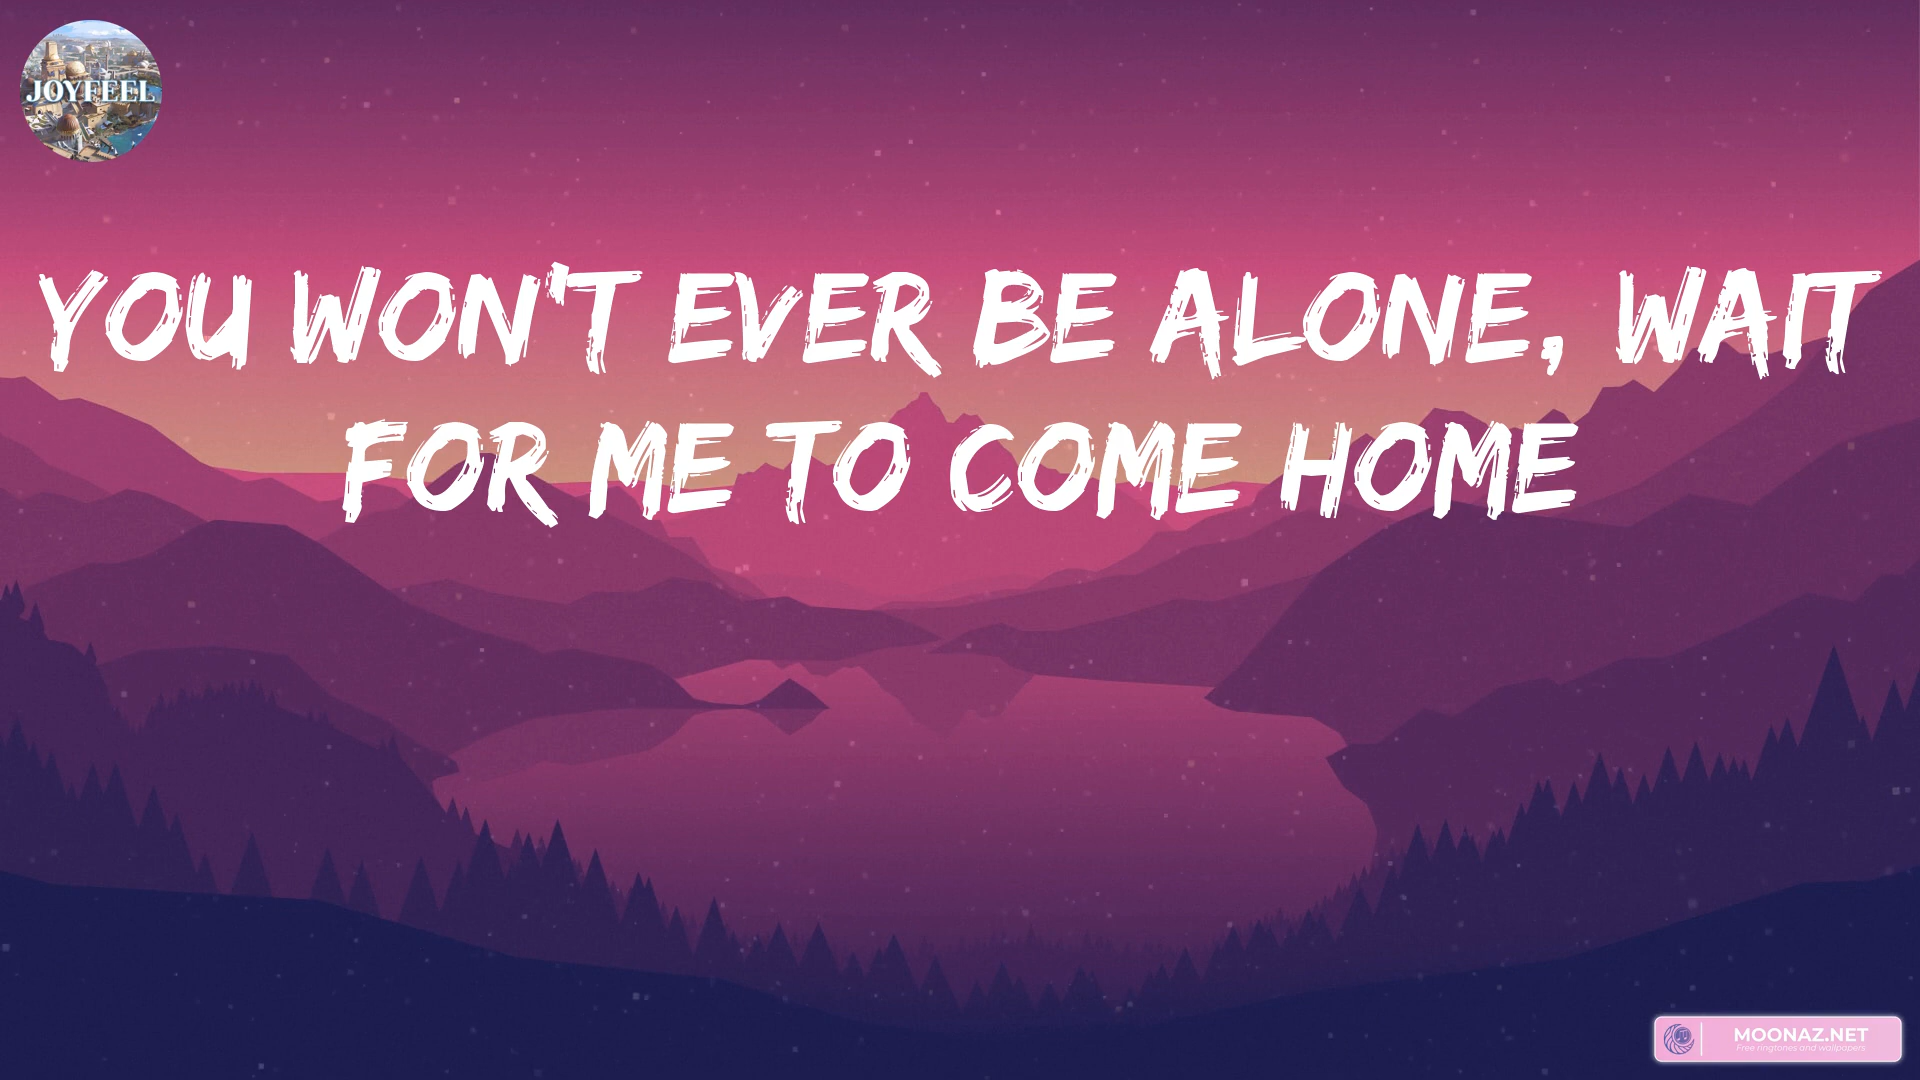 JOYFEEL
YOU WON'T EVER BE ALONE, WAIT
FOR ME TO COME HOME
MOONAZ.NET
Free ringtones and wallpapers